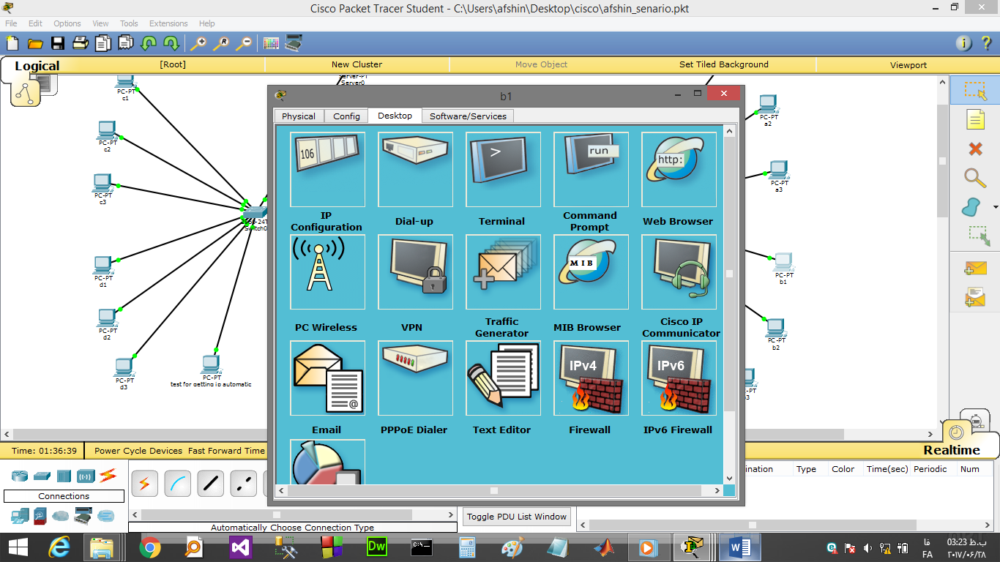 Cisco Packet Tracer Student - C:\Users\afshin\Desktop\cisco\afshin_senario.pkt
File Edit Options View Tools Extensions Help
Logical
[Root]
New Cluster
Move Object
Set Tiled Background
Viewport
Server-PT
Server0
PC-PT
c1
PC-PT
c2
PC-PT
c3
PC-PT
d1
PC-PT
d2
PC-PT
d3
PC-PT
test for getting ip automatic
Switch0
b1
Physical Config Desktop Software/Services
106
>
run
http:
IP
Configuration
Dial-up
Terminal
Command
Prompt
Web Browser
MIB
PC Wireless
VPN
Traffic
Generator
MIB Browser
Cisco IP
Communicator
@
IPv4
IPv6
Email
PPPoE Dialer
Text Editor
Firewall
IPv6 Firewall
PC-PT
a2
PC-PT
a3
PC-PT
b1
PC-PT
b2
Time: 01:36:39
Power Cycle Devices Fast Forward Time
Realtime
Connections
Automatically Choose Connection Type
Toggle PDU List Window
ination Type Color Time(sec) Periodic Num
Dw
C:\
W
فا
FA
03:23 ب.ظ
۲۰۱۷/۰۶/۲۸